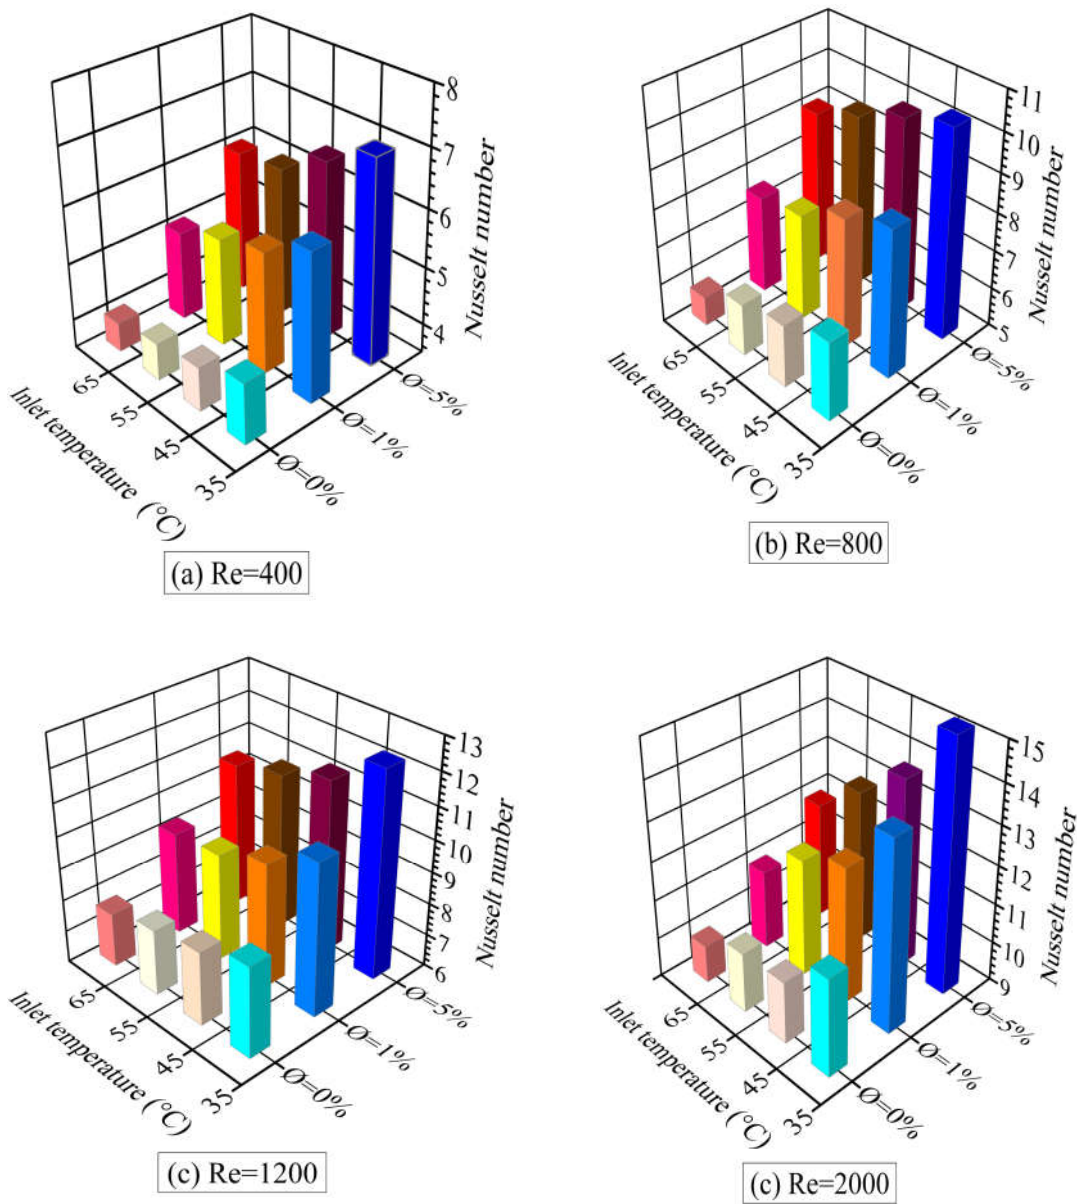 8
7
6
5
4
Nusselt number
65
55
45
35
Inlet temperature (°C)
Ø=5%
Ø=1%
Ø=0%
(a) Re=400
11
10
9
8
7
6
5
Nusselt number
65
55
45
35
Inlet temperature (°C)
Ø=5%
Ø=1%
Ø=0%
(b) Re=800
13
12
11
10
9
8
7
6
Nusselt number
65
55
45
35
Inlet temperature (°C)
Ø=5%
Ø=1%
Ø=0%
(c) Re=1200
15
14
13
12
11
10
9
Nusselt number
65
55
45
35
Inlet temperature (°C)
Ø=5%
Ø=1%
Ø=0%
(c) Re=2000